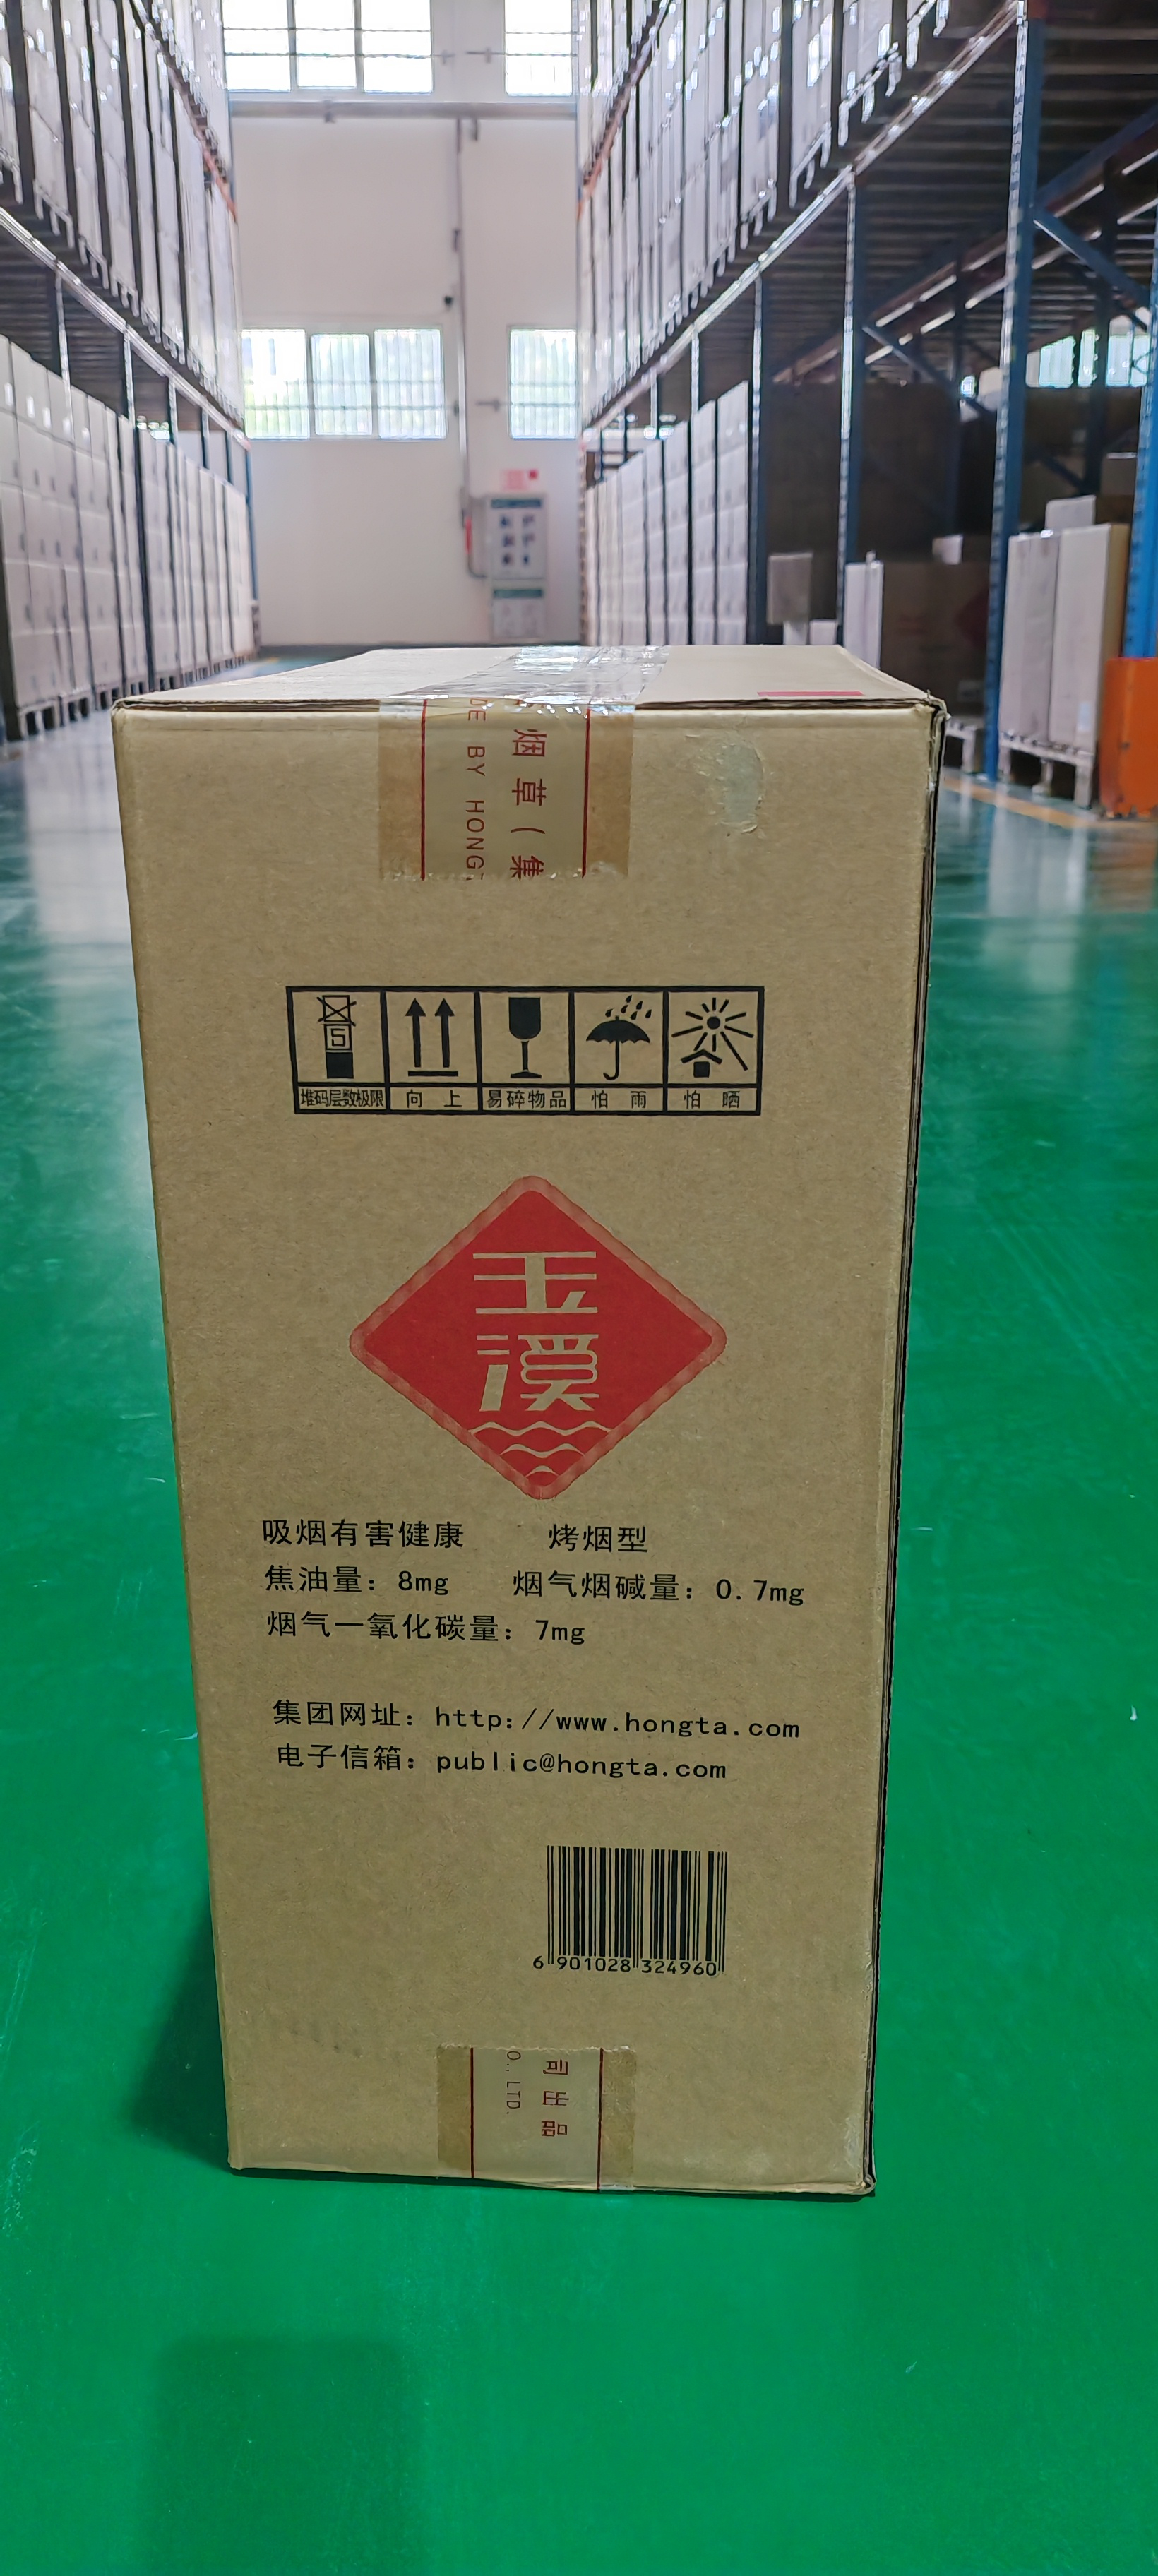 烟草(集
DE BY HONGT
5
堆码层数极限 向上 易碎物品 怕雨 怕晒
玉
溪
吸烟有害健康 烤烟型
焦油量：8mg 烟气烟碱量：0.7mg
烟气一氧化碳量：7mg
集团网址：http://www.hongta.com
电子信箱：public@hongta.com
6 901028 324960
司出品
O., LTD.